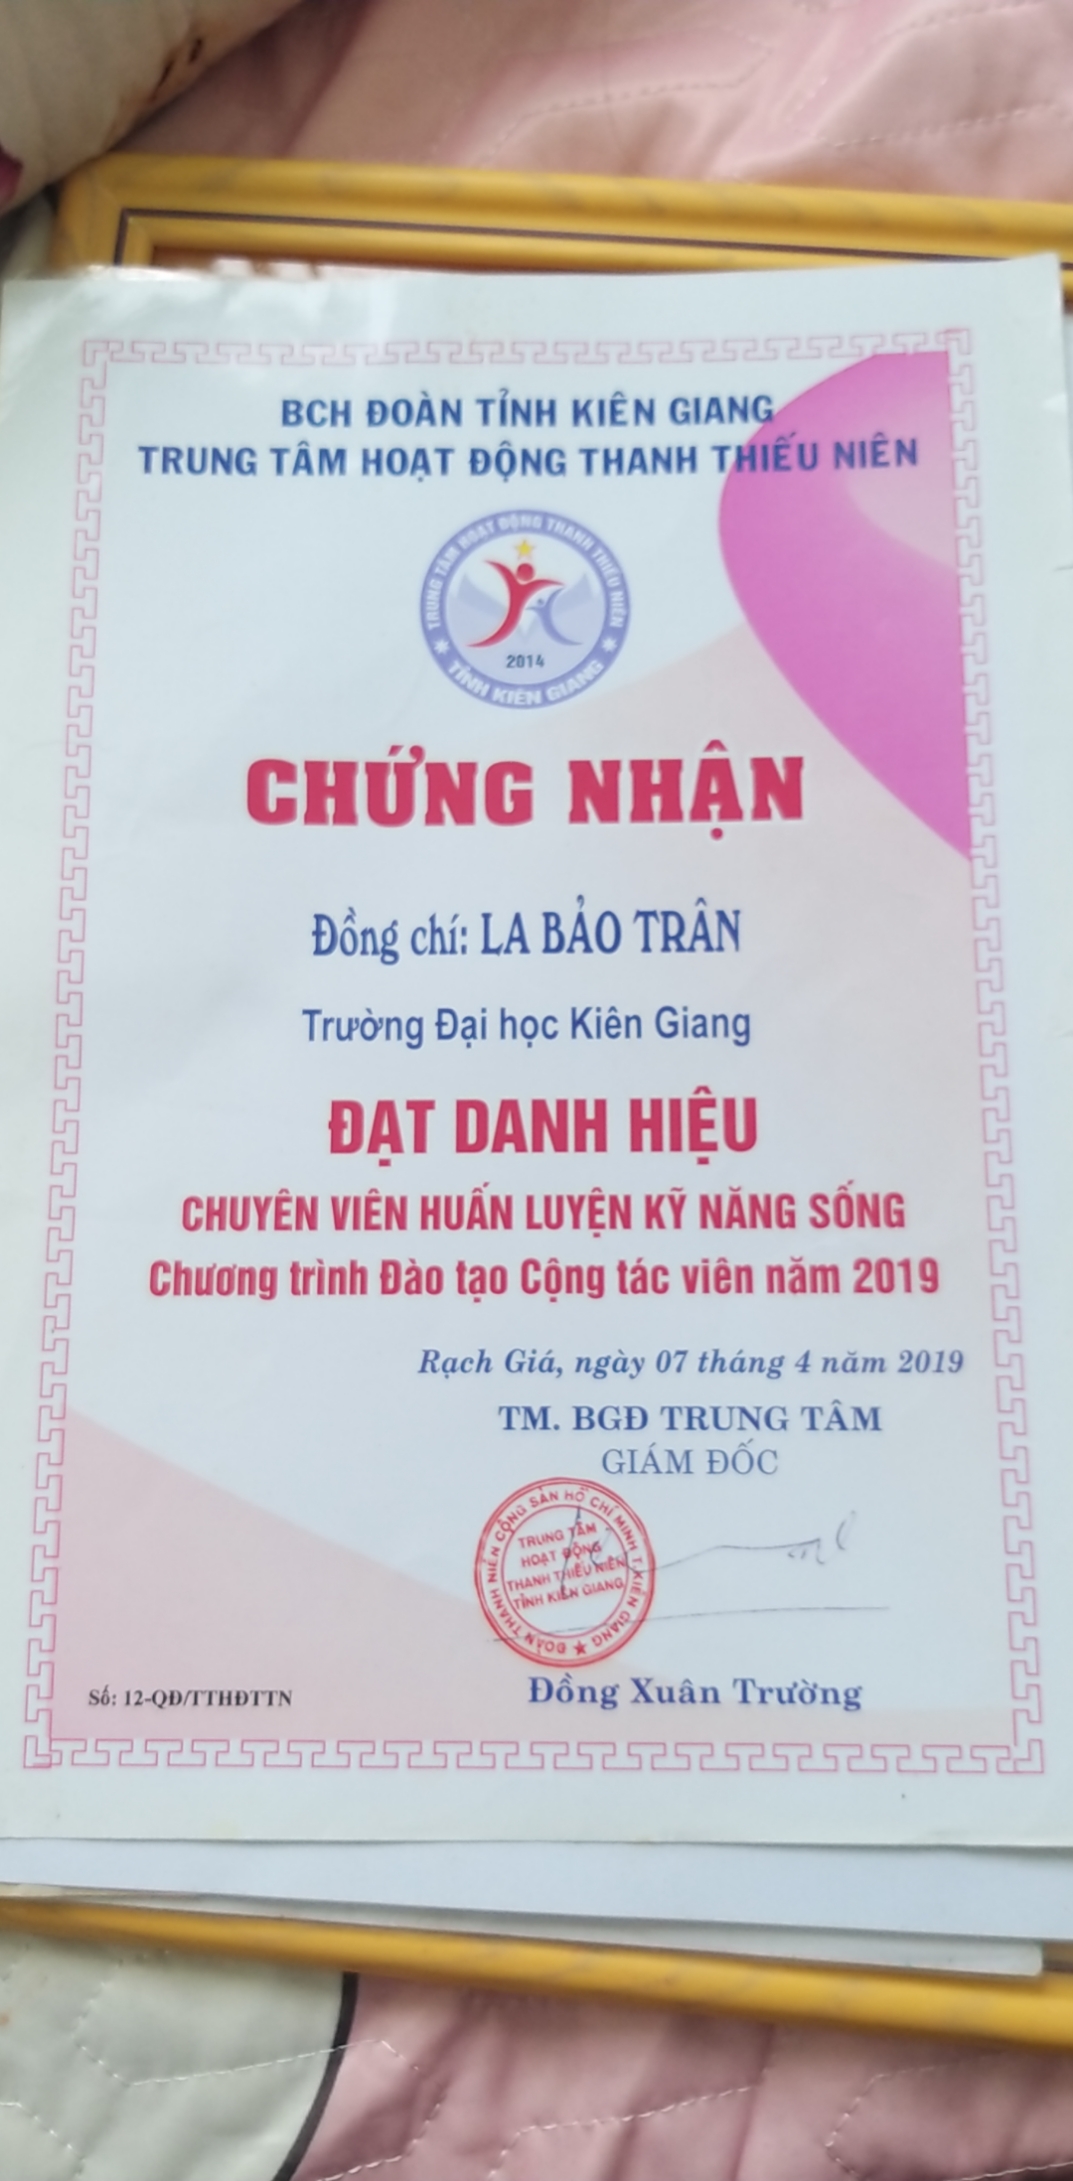 BCH ĐOÀN TỈNH KIÊN GIANG
TRUNG TÂM HOẠT ĐỘNG THANH THIẾU NIÊN
TRUNG TÂM HOẠT ĐỘNG THANH THIẾU NIÊN
2014
TỈNH KIÊN GIANG
CHỨNG NHẬN
Đồng chí: LA BẢO TRÂN
Trường Đại học Kiên Giang
ĐẠT DANH HIỆU
CHUYÊN VIÊN HUẤN LUYỆN KỸ NĂNG SỐNG
Chương trình Đào tạo Cộng tác viên năm 2019
Rạch Giá, ngày 07 tháng 4 năm 2019
TM. BGĐ TRUNG TÂM
GIÁM ĐỐC
ĐOÀN THANH NIÊN CỘNG SẢN HỒ CHÍ MINH T.KIÊN GIANG
TRUNG TÂM
HOẠT ĐỘNG
THANH THIẾU NIÊN
TỈNH KIÊN GIANG
Đồng Xuân Trường
Số: 12-QĐ/TTHĐTTN